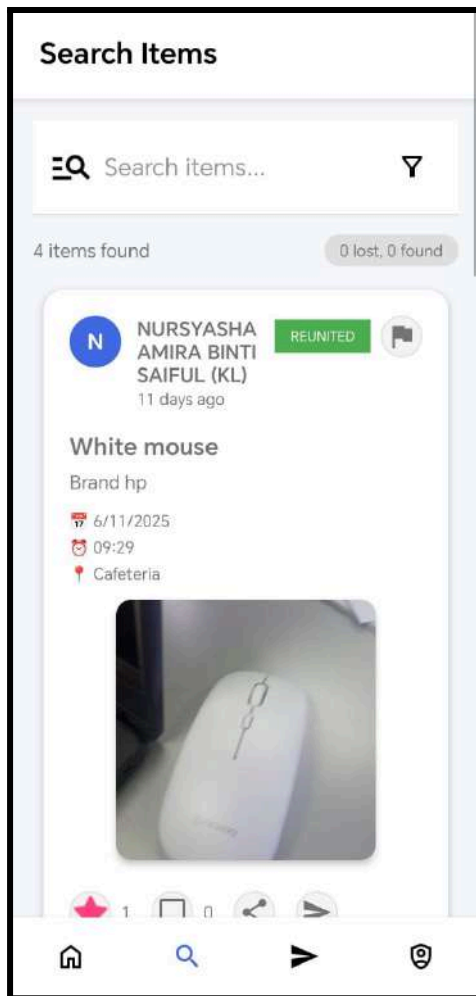 Search Items
Search items...
4 items found
0 lost, 0 found
N
NURSYASHA
AMIRA BINTI
SAIFUL (KL)
REUNITED
11 days ago
White mouse
Brand hp
6/11/2025
09:29
Cafeteria
1
0